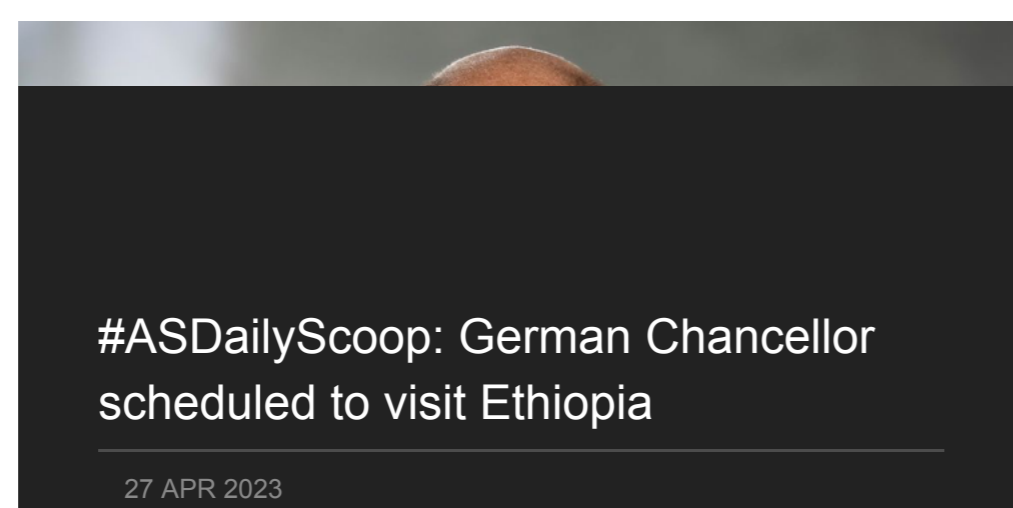 #ASDailyScoop: German Chancellor
scheduled to visit Ethiopia
27 APR 2023